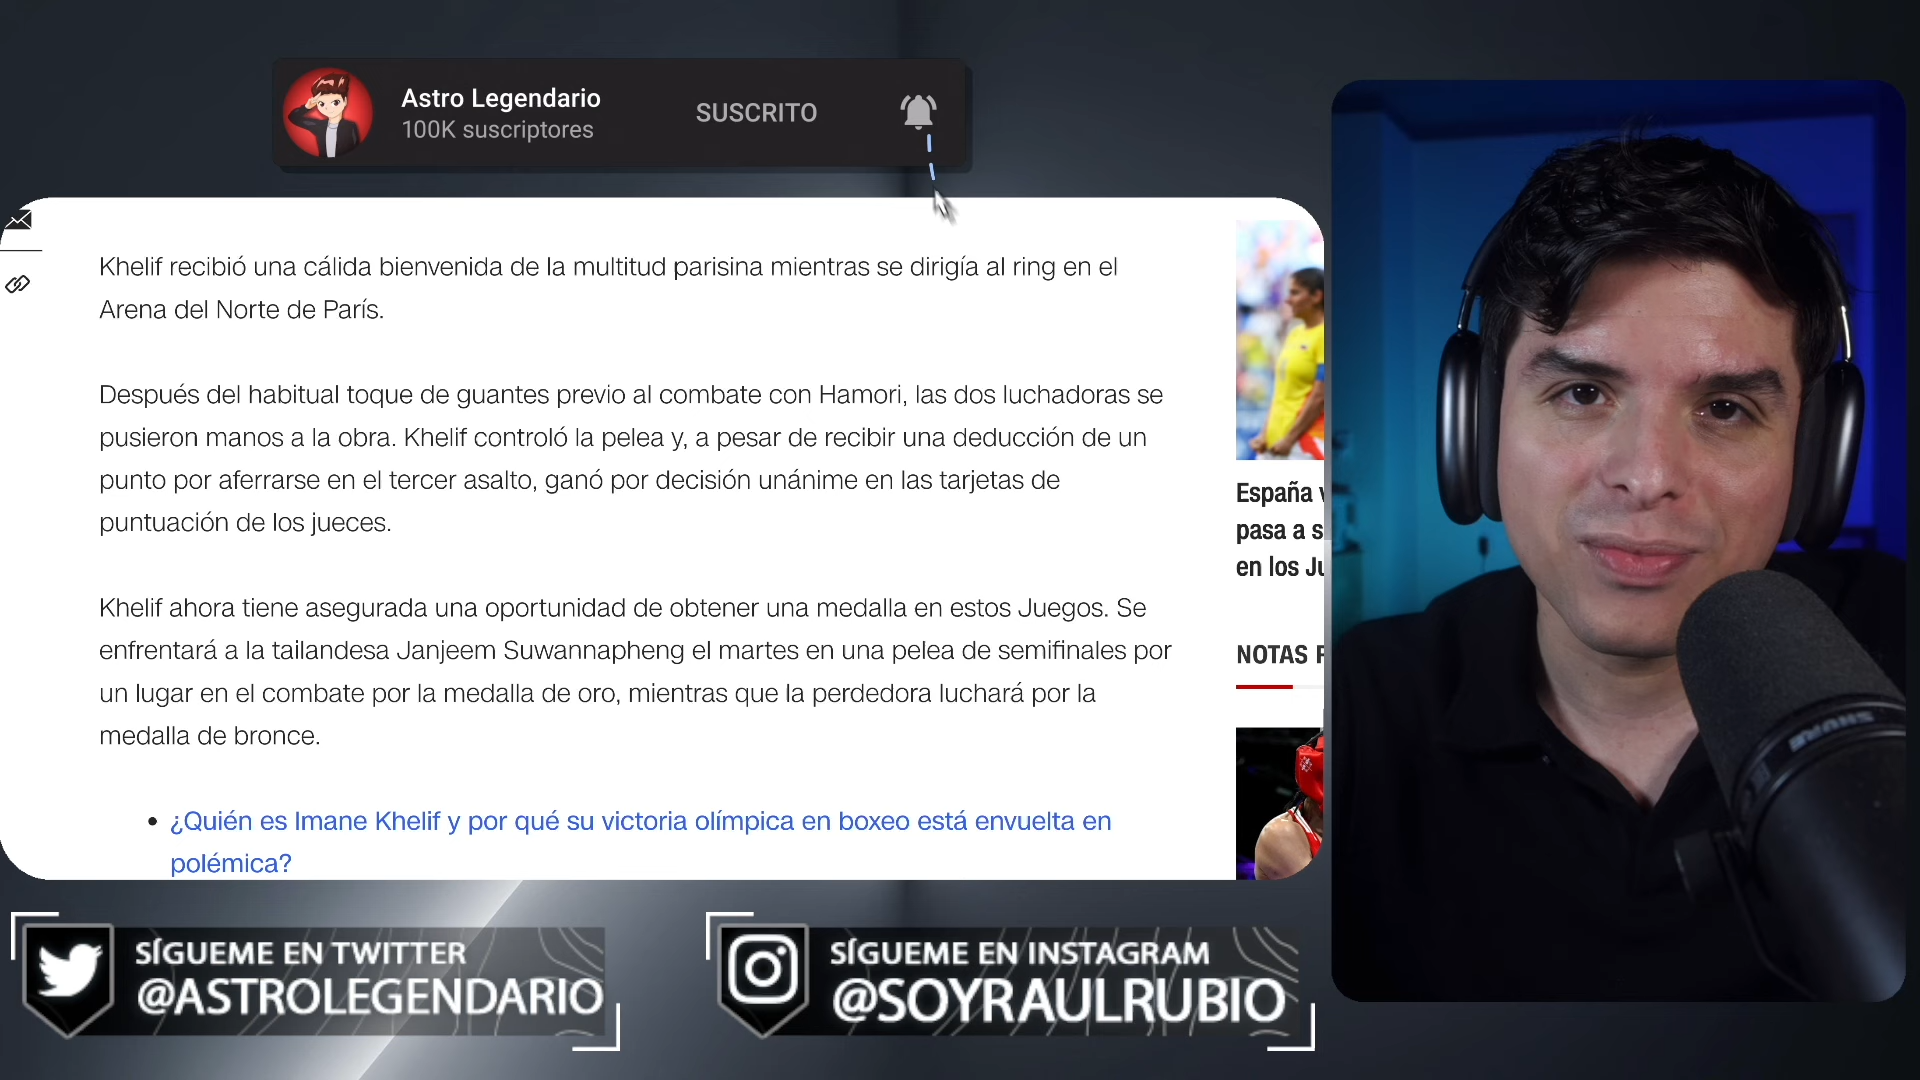 Astro Legendario
100K suscriptores
SUSCRITO
Khelif recibió una cálida bienvenida de la multitud parisina mientras se dirigía al ring en el
Arena del Norte de París.
Después del habitual toque de guantes previo al combate con Hamori, las dos luchadoras se
pusieron manos a la obra. Khelif controló la pelea y, a pesar de recibir una deducción de un
punto por aferrarse en el tercer asalto, ganó por decisión unánime en las tarjetas de
puntuación de los jueces.
Khelif ahora tiene asegurada una oportunidad de obtener una medalla en estos Juegos. Se
enfrentará a la tailandesa Janjeem Suwannapheng el martes en una pelea de semifinales por
un lugar en el combate por la medalla de oro, mientras que la perdedora luchará por la
medalla de bronce.
• ¿Quién es Imane Khelif y por qué su victoria olímpica en boxeo está envuelta en
polémica?
España
pasa a
en los
NOTAS
SHURE
SÍGUEME EN TWITTER
@ASTROLEGENDARIO
SÍGUEME EN INSTAGRAM
@SOYRAULRUBIO